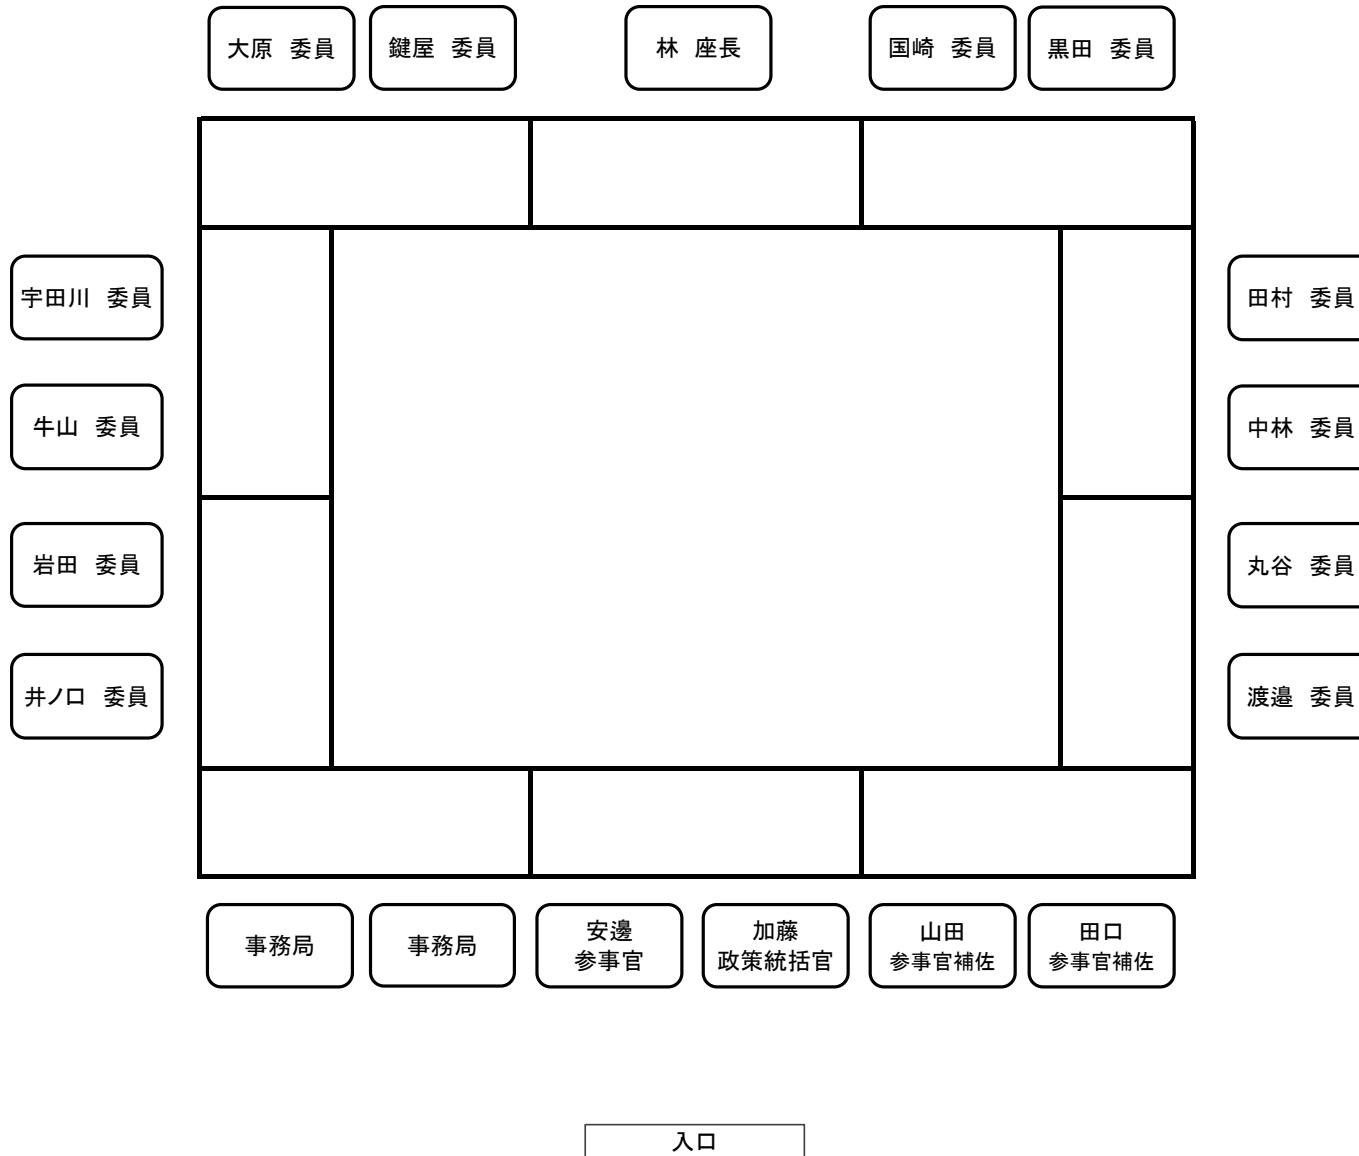 大原 委員
鍵屋 委員
林 座長
国崎 委員
黒田 委員
宇田川 委員
田村 委員
牛山 委員
中林 委員
岩田 委員
丸谷 委員
井ノ口 委員
渡邉 委員
事務局
事務局
安邊
参事官
加藤
政策統括官
山田
参事官補佐
田口
参事官補佐
入口